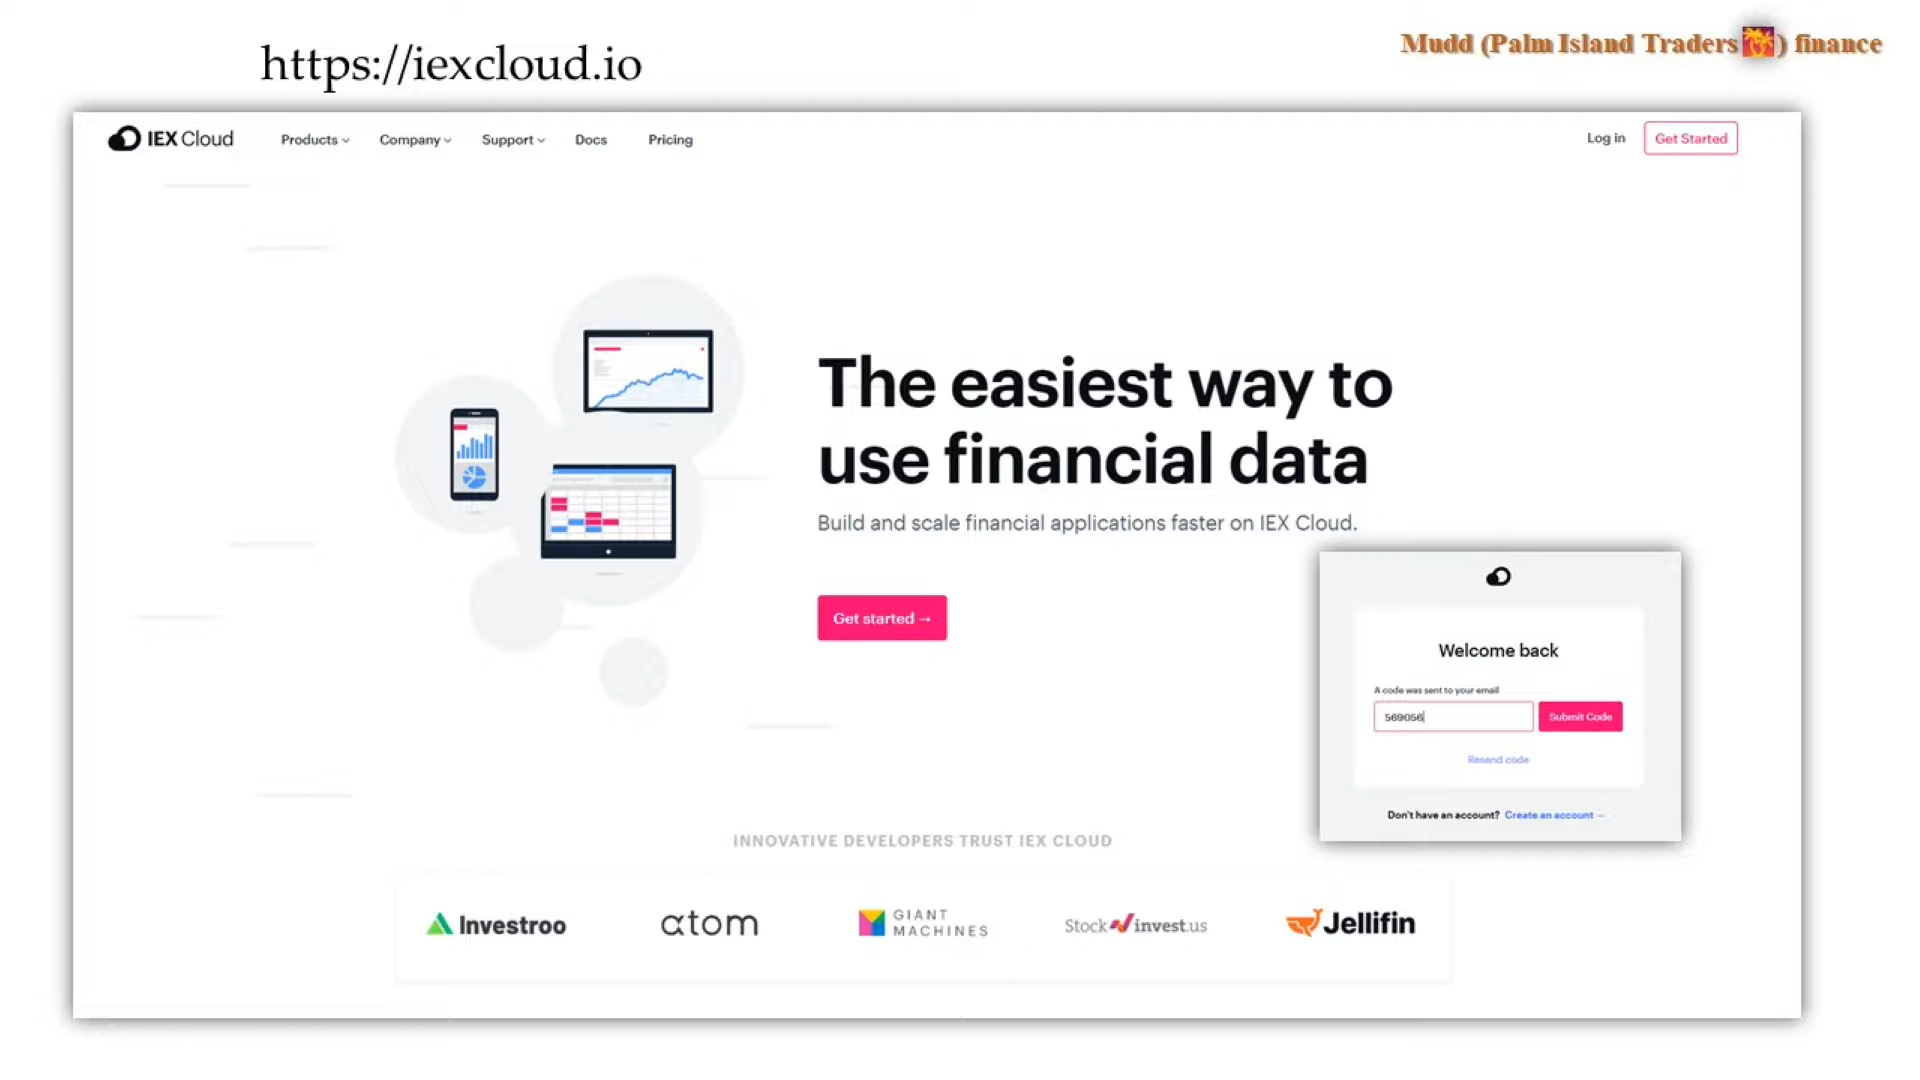 https://iexcloud.io
Mudd (Palm Island Traders) finance
IEX Cloud
Products
Company
Support
Docs
Pricing
Log in
Get Started
The easiest way to
use financial data
Build and scale financial applications faster on IEX Cloud.
Get started →
Welcome back
A code was sent to your email
569056
Submit Code
Resend code
Don't have an account? Create an account →
INNOVATIVE DEVELOPERS TRUST IEX CLOUD
Investroo
atom
GIANT
MACHINES
Stock invest.us
Jellifin